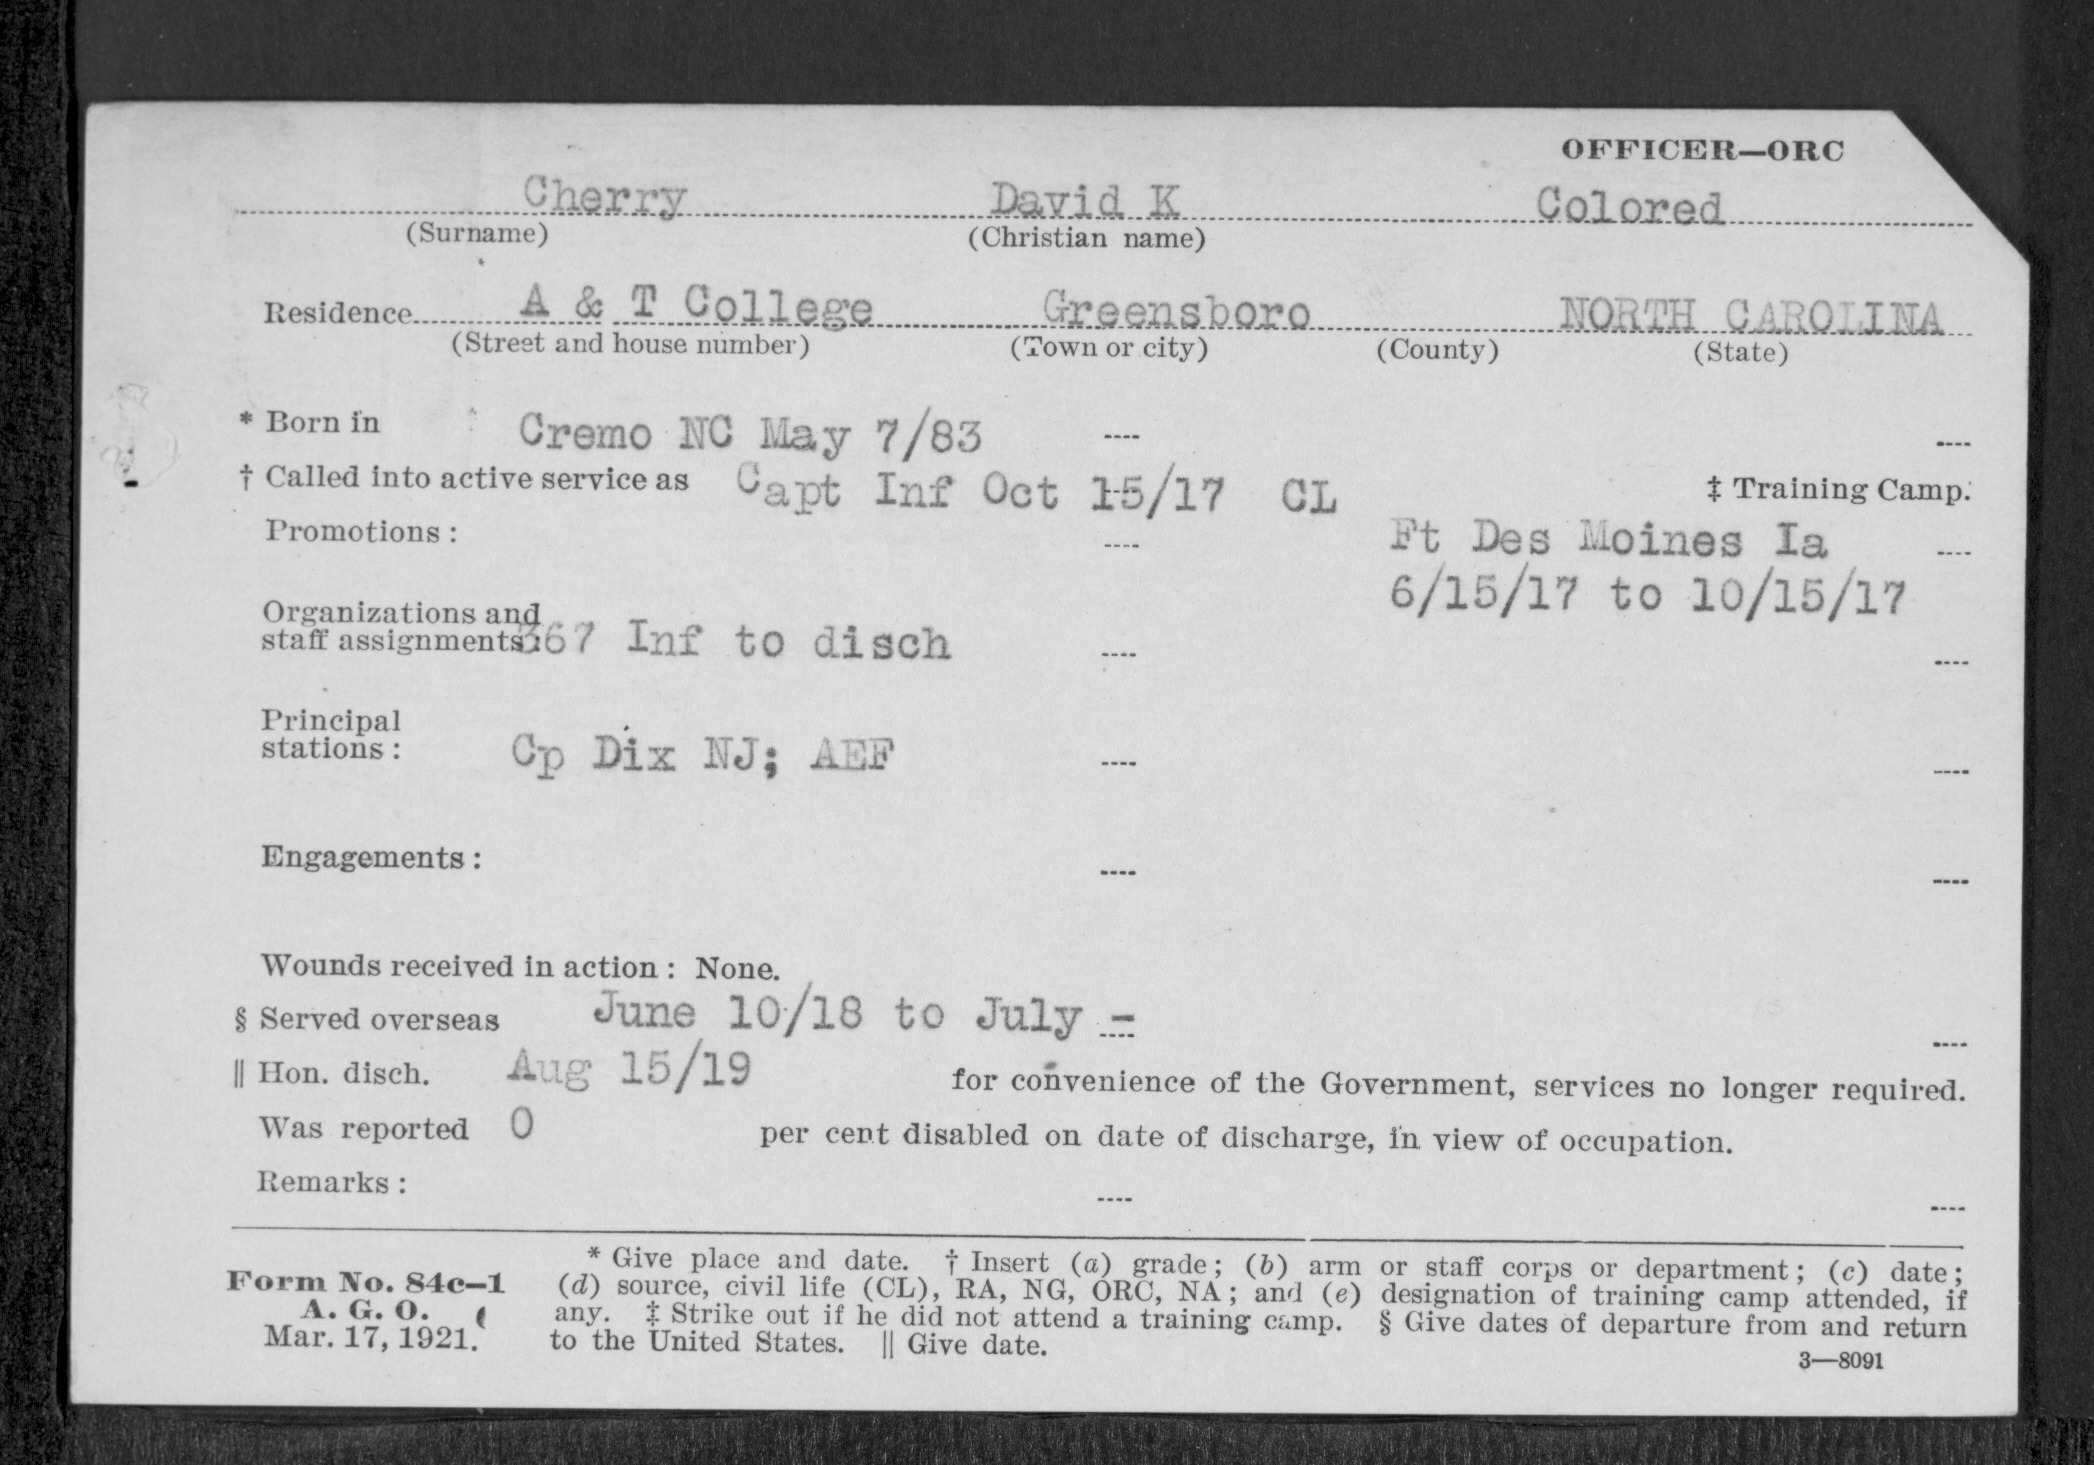 OFFICER—ORC
Cherry David K Colored
(Surname) (Christian name)
Residence A & T College Greensboro NORTH CAROLINA
(Street and house number) (Town or city) (County) (State)
* Born in Cremo NC May 7/83
† Called into active service as Capt Inf Oct 15/17 CL ‡ Training Camp.
Promotions : Ft Des Moines Ia
6/15/17 to 10/15/17
Organizations and
staff assignments: 367 Inf to disch
Principal
stations : Cp Dix NJ; AEF
Engagements :
Wounds received in action : None.
§ Served overseas June 10/18 to July -
|| Hon. disch. Aug 15/19 for convenience of the Government, services no longer required.
Was reported 0 per cent disabled on date of discharge, in view of occupation.
Remarks :
* Give place and date. † Insert (a) grade; (b) arm or staff corps or department; (c) date;
Form No. 84c–1 (d) source, civil life (CL), RA, NG, ORC, NA; and (e) designation of training camp attended, if
A. G. O. any. ‡ Strike out if he did not attend a training camp. § Give dates of departure from and return
Mar. 17, 1921. to the United States. || Give date.
3—8091